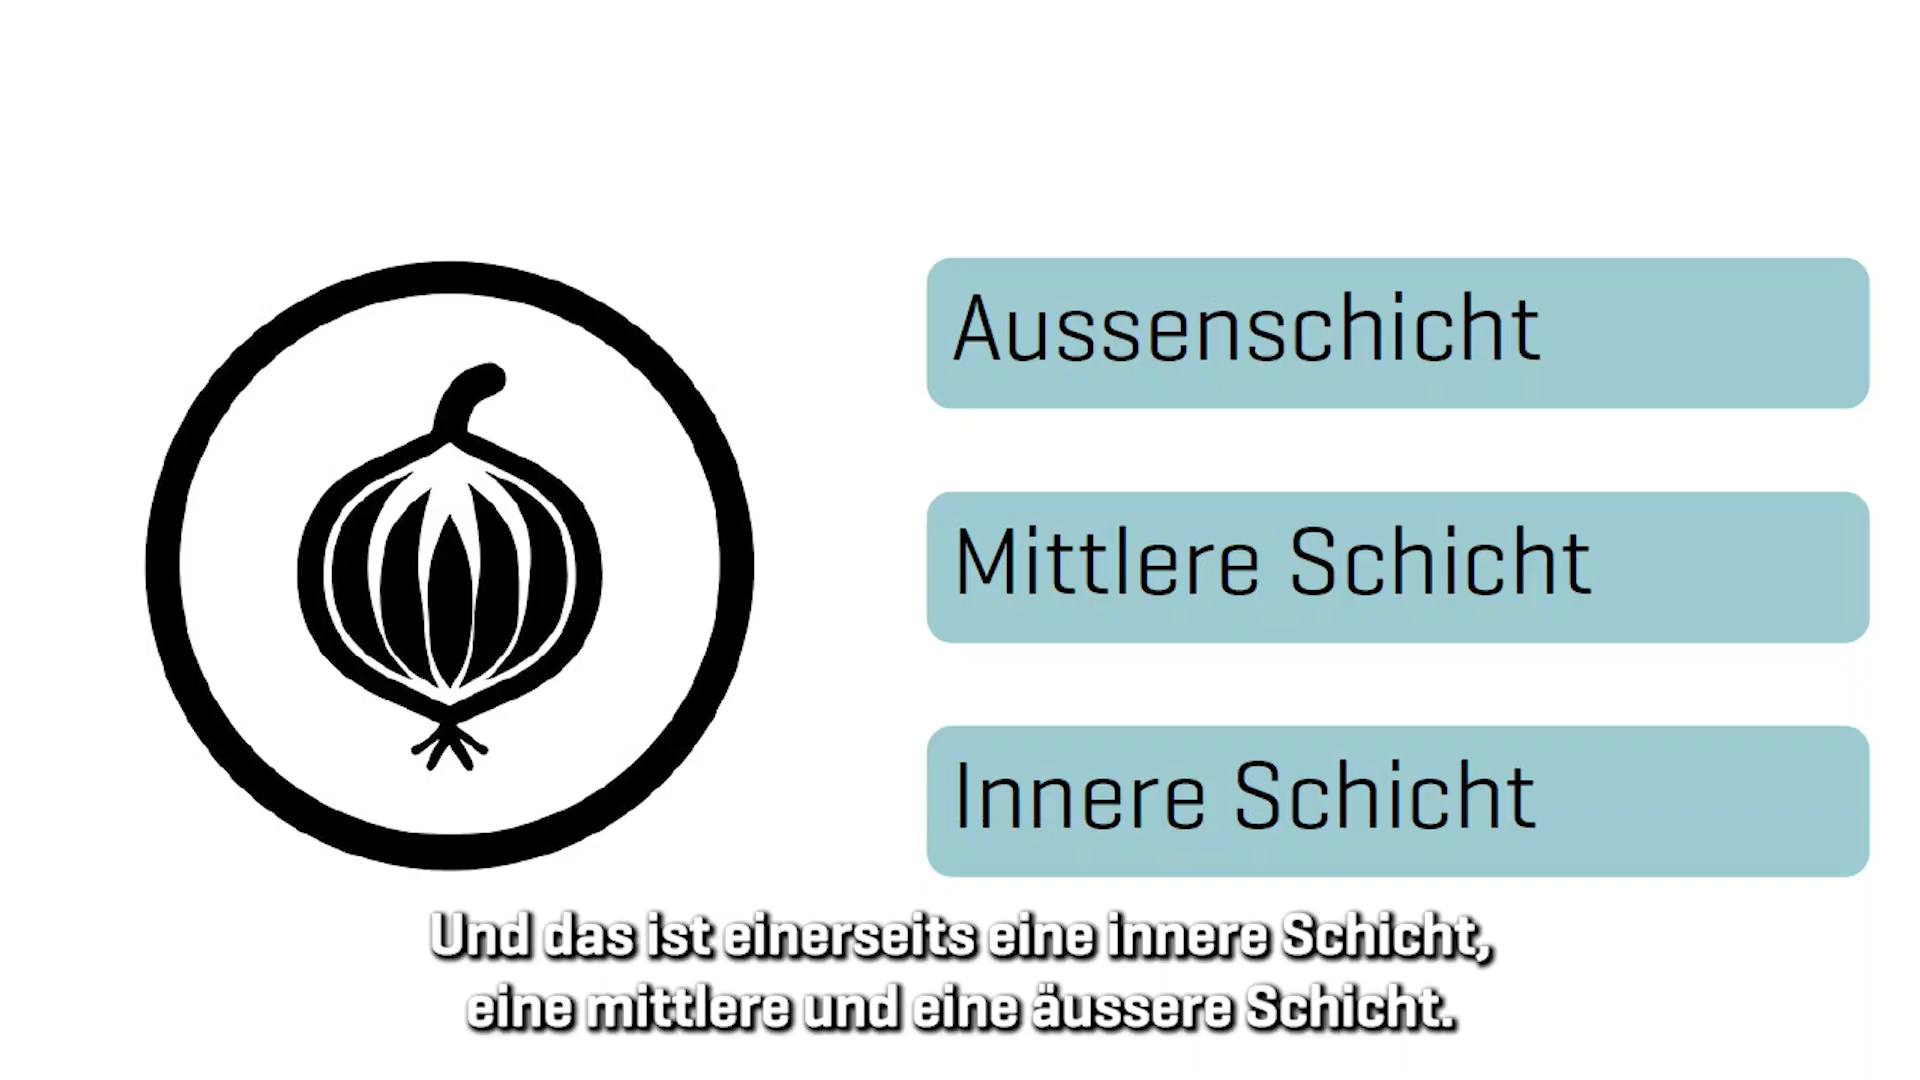 Aussenschicht
Mittlere Schicht
Innere Schicht
Und das ist einerseits eine innere Schicht,
eine mittlere und eine äussere Schicht.